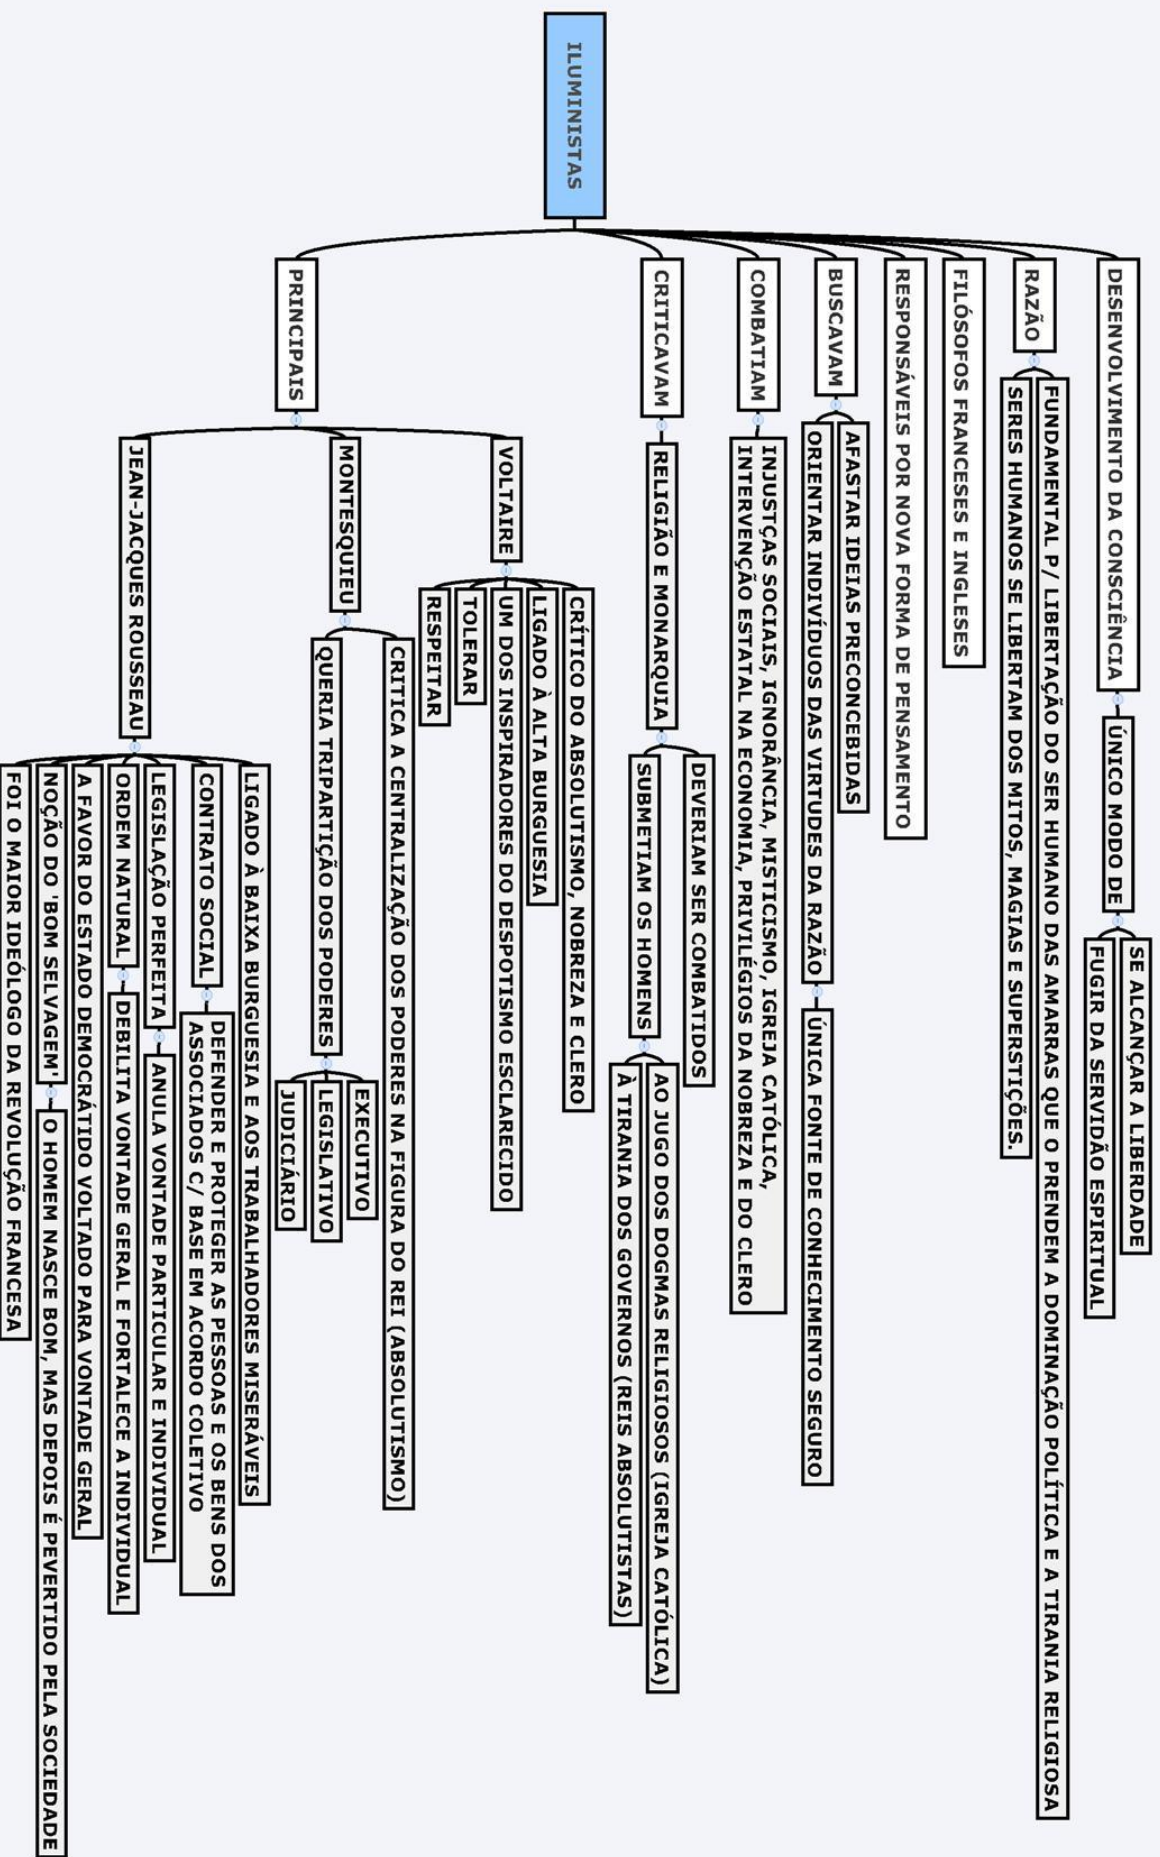 ILUMINISTAS
DESENVOLVIMENTO DA CONSCIÊNCIA
ÚNICO MODO DE
SE ALCANÇAR A LIBERDADE
FUGIR DA SERVIDÃO ESPIRITUAL
RAZÃO
FUNDAMENTAL P/ LIBERTAÇÃO DO SER HUMANO DAS AMARRAS QUE O PRENDEM A DOMINAÇÃO POLÍTICA E A TIRANIA RELIGIOSA
SERES HUMANOS SE LIBERTAM DOS MITOS, MAGIAS E SUPERSTIÇÕES.
FILÓSOFOS FRANCESES E INGLESES
RESPONSÁVEIS POR NOVA FORMA DE PENSAMENTO
BUSCAVAM
AFASTAR IDEIAS PRECONCEBIDAS
ORIENTAR INDIVÍDUOS DAS VIRTUDES DA RAZÃO
ÚNICA FONTE DE CONHECIMENTO SEGURO
COMBATIAM
INJUSTÇAS SOCIAIS, IGNORÂNCIA, MISTICISMO, IGREJA CATÓLICA,
INTERVENÇÃO ESTATAL NA ECONOMIA, PRIVILÉGIOS DA NOBREZA E DO CLERO
CRITICAVAM
RELIGIÃO E MONARQUIA
DEVERIAM SER COMBATIDOS
SUBMETIAM OS HOMENS
AO JUGO DOS DOGMAS RELIGIOSOS (IGREJA CATÓLICA)
À TIRANIA DOS GOVERNOS (REIS ABSOLUTISTAS)
PRINCIPAIS
VOLTAIRE
CRÍTICO DO ABSOLUTISMO, NOBREZA E CLERO
LIGADO À ALTA BURGUESIA
UM DOS INSPIRADORES DO DESPOTISMO ESCLARECIDO
TOLERAR
RESPEITAR
MONTESQUIEU
CRITICA A CENTRALIZAÇÃO DOS PODERES NA FIGURA DO REI (ABSOLUTISMO)
QUERIA TRIPARTIÇÃO DOS PODERES
EXECUTIVO
LEGISLATIVO
JUDICIÁRIO
JEAN-JACQUES ROUSSEAU
LIGADO À BAIXA BURGUESIA E AOS TRABALHADORES MISERÁVEIS
CONTRATO SOCIAL
DEFENDER E PROTEGER AS PESSOAS E OS BENS DOS
ASSOCIADOS C/ BASE EM ACORDO COLETIVO
LEGISLAÇÃO PERFEITA
ANULA VONTADE PARTICULAR E INDIVIDUAL
ORDEM NATURAL
DEBILITA VONTADE GERAL E FORTALECE A INDIVIDUAL
A FAVOR DO ESTADO DEMOCRÁTIDO VOLTADO PARA VONTADE GERAL
NOÇÃO DO 'BOM SELVAGEM'
O HOMEM NASCE BOM, MAS DEPOIS É PEVERTIDO PELA SOCIEDADE
FOI O MAIOR IDEÓLOGO DA REVOLUÇÃO FRANCESA